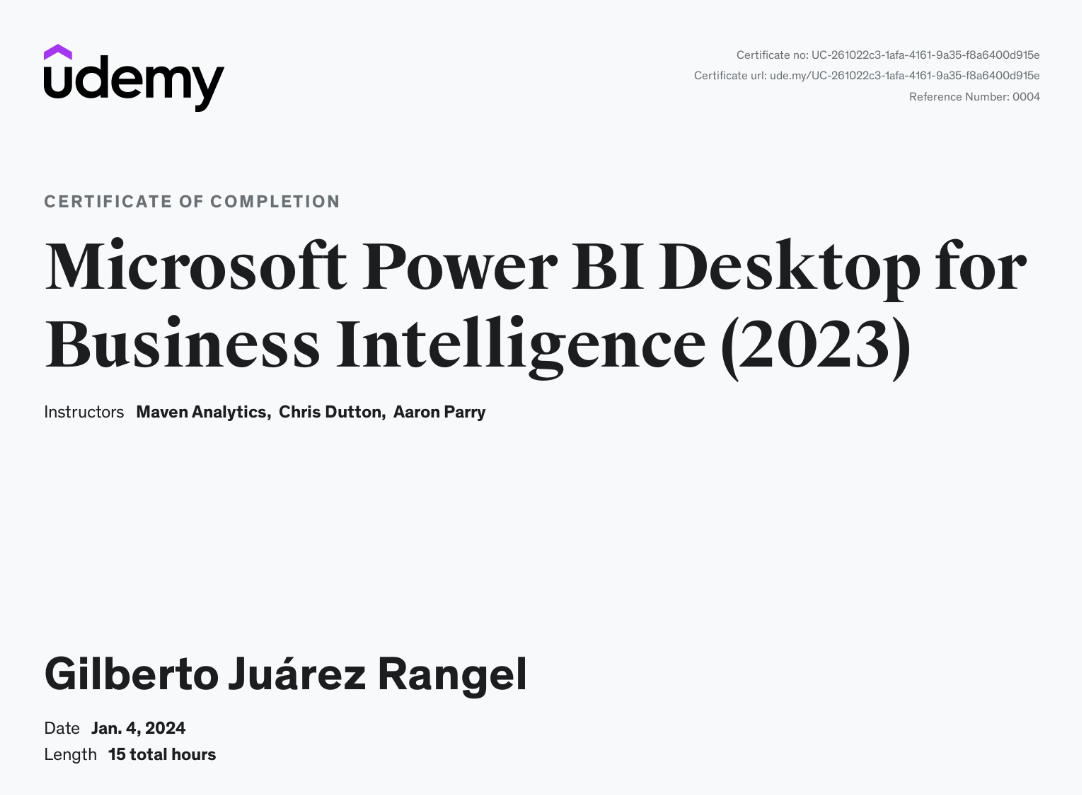 udemy
Certificate no: UC-261022c3-1afa-4161-9a35-f8a6400d915e
Certificate url: ude.my/UC-261022c3-1afa-4161-9a35-f8a6400d915e
Reference Number: 0004
CERTIFICATE OF COMPLETION
Microsoft Power BI Desktop for
Business Intelligence (2023)
Instructors Maven Analytics, Chris Dutton, Aaron Parry
Gilberto Juárez Rangel
Date Jan. 4, 2024
Length 15 total hours